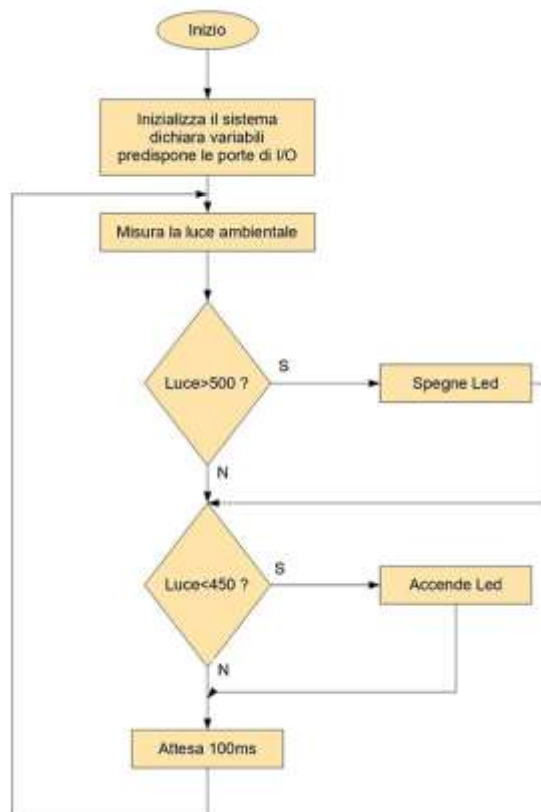 Inizio
Inizializza il sistema
dichiara variabili
predispone le porte di I/O
Misura la luce ambientale
Luce>500 ?
S
Spegne Led
N
Luce<450 ?
S
Accende Led
N
Attesa 100ms